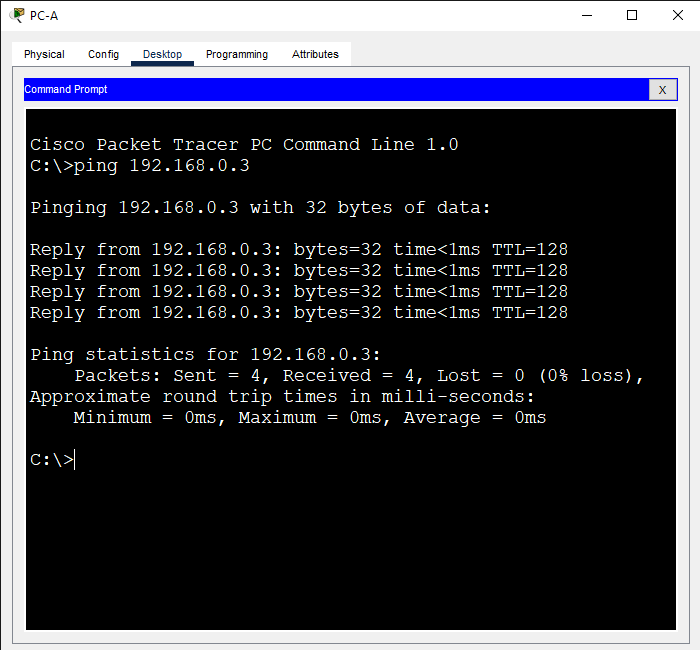 PC-A
Physical Config Desktop Programming Attributes
Command Prompt X
Cisco Packet Tracer PC Command Line 1.0
C:\>ping 192.168.0.3
Pinging 192.168.0.3 with 32 bytes of data:
Reply from 192.168.0.3: bytes=32 time<1ms TTL=128
Reply from 192.168.0.3: bytes=32 time<1ms TTL=128
Reply from 192.168.0.3: bytes=32 time<1ms TTL=128
Reply from 192.168.0.3: bytes=32 time<1ms TTL=128
Ping statistics for 192.168.0.3:
Packets: Sent = 4, Received = 4, Lost = 0 (0% loss),
Approximate round trip times in milli-seconds:
Minimum = 0ms, Maximum = 0ms, Average = 0ms
C:\>